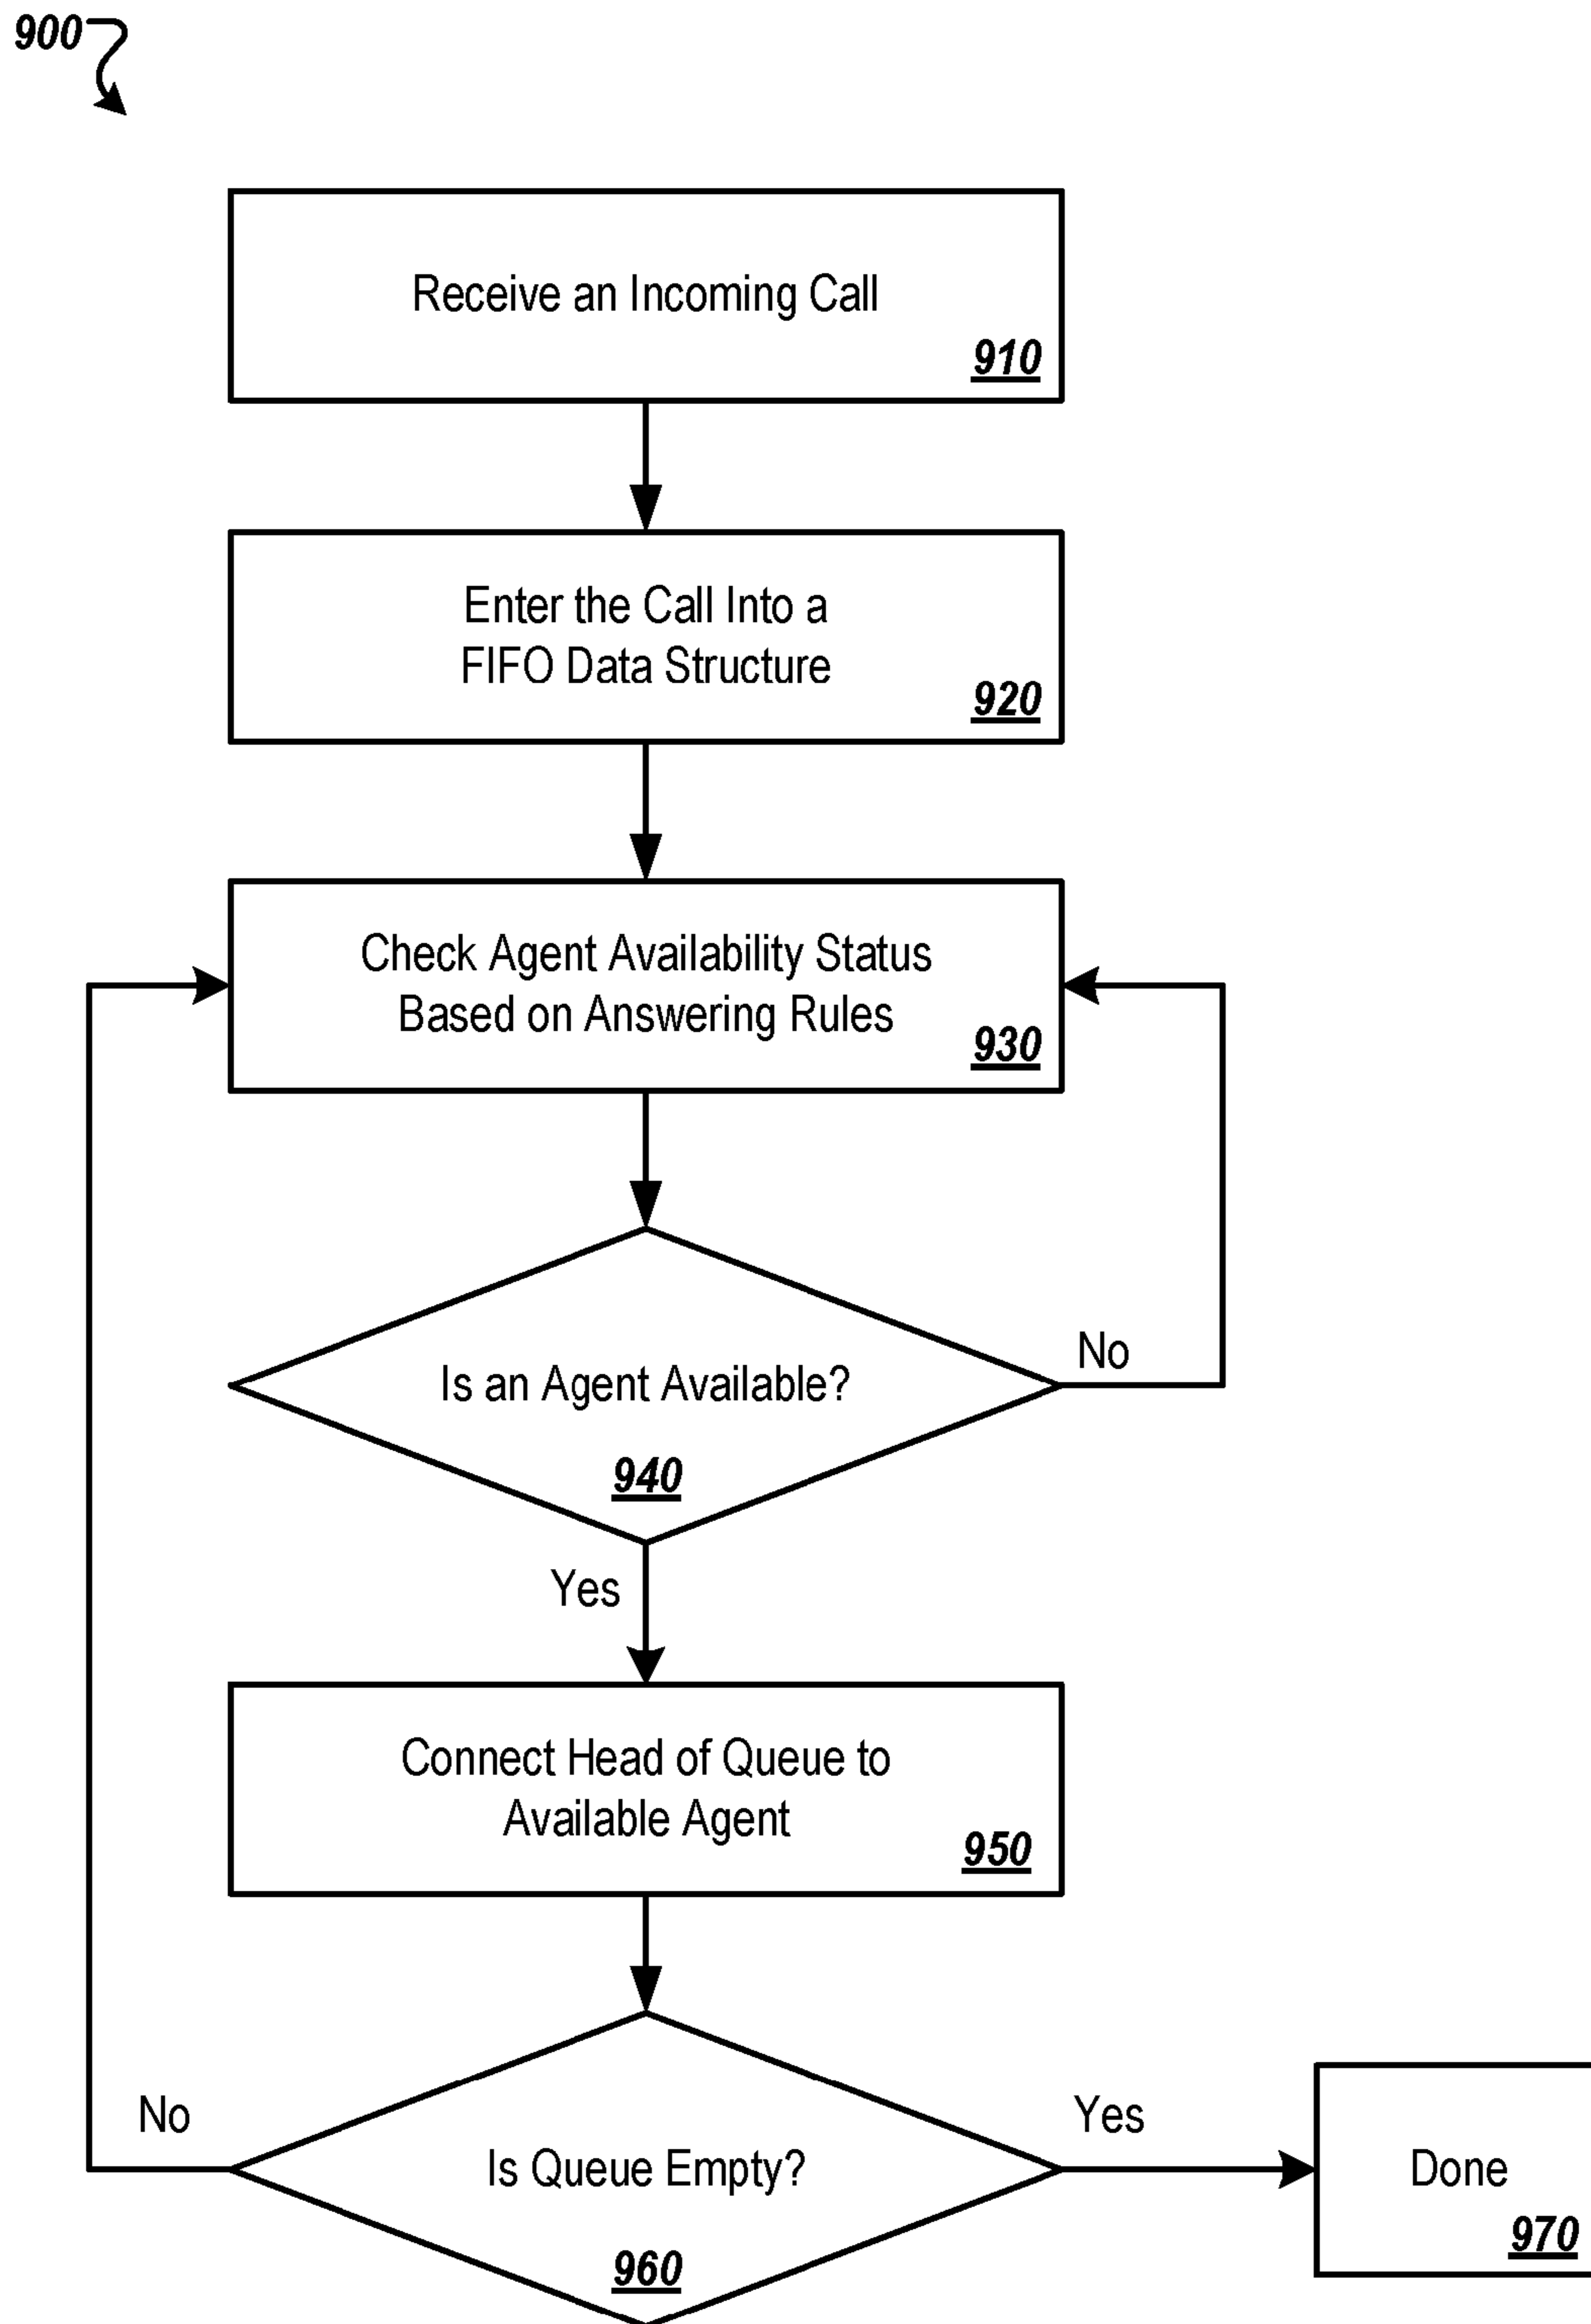 900
Receive an Incoming Call
910
Enter the Call Into a
FIFO Data Structure
920
Check Agent Availability Status
Based on Answering Rules
930
Is an Agent Available?
No
940
Yes
Connect Head of Queue to
Available Agent
950
No
Is Queue Empty?
Yes
960
Done
970